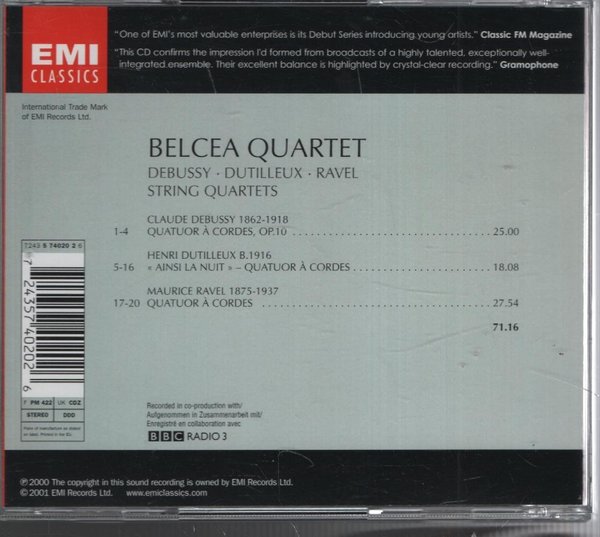 EMI
CLASSICS
"One of EMI's most valuable enterprises is its Debut Series introducing young artists." Classic FM Magazine
"This CD confirms the impression I'd formed from broadcasts of a highly talented, exceptionally well-
integrated ensemble. Their excellent balance is highlighted by crystal-clear recording." Gramophone
International Trade Mark
of EMI Records Ltd.
BELCEA QUARTET
DEBUSSY · DUTILLEUX · RAVEL
STRING QUARTETS
CLAUDE DEBUSSY 1862-1918
1-4 QUATUOR À CORDES, OP.10 25.00
HENRI DUTILLEUX B.1916
5-16 « AINSI LA NUIT » – QUATUOR À CORDES 18.08
MAURICE RAVEL 1875-1937
17-20 QUATUOR À CORDES 27.54
71.16
7243 5 74020 2 6
7 24357 40202 6
F PM 422 UK CDZ
STEREO DDD
Recorded in co-production with/
Aufgenommen in Zusammenarbeit mit/
Enregistré en collaboration avec
BBC RADIO 3
℗ 2000 The copyright in this sound recording is owned by EMI Records Ltd.
© 2001 EMI Records Ltd. www.emiclassics.com